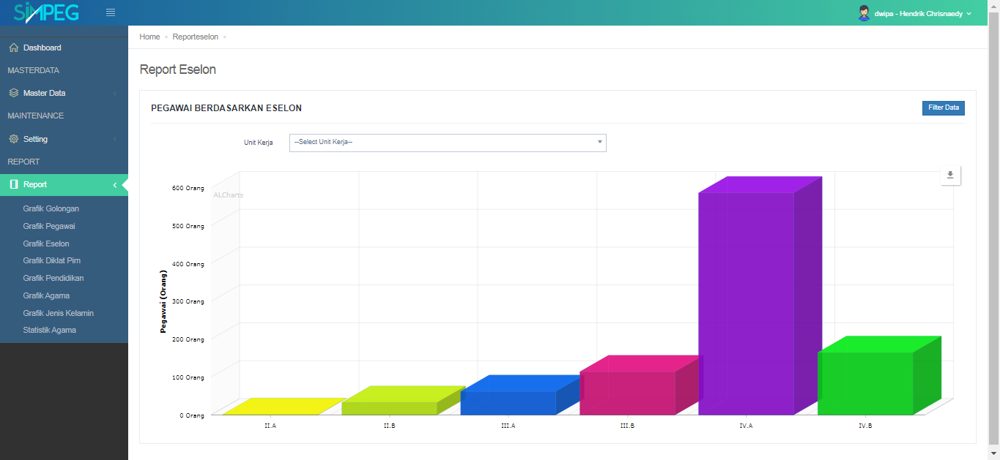 SiMPEG
dwipa - Hendrik Chrisnaedy
Home
Reporteselon
Dashboard
MASTERDATA
Master Data
MAINTENANCE
Setting
REPORT
Report
Grafik Golongan
Grafik Pegawai
Grafik Eselon
Grafik Diklat Pim
Grafik Pendidikan
Grafik Agama
Grafik Jenis Kelamin
Statistik Agama
Report Eselon
PEGAWAI BERDASARKAN ESELON
Filter Data
Unit Kerja
--Select Unit Kerja--
ALCharts
600 Orang
500 Orang
400 Orang
300 Orang
200 Orang
100 Orang
0 Orang
Pegawai (Orang)
II.A
II.B
III.A
III.B
IV.A
IV.B